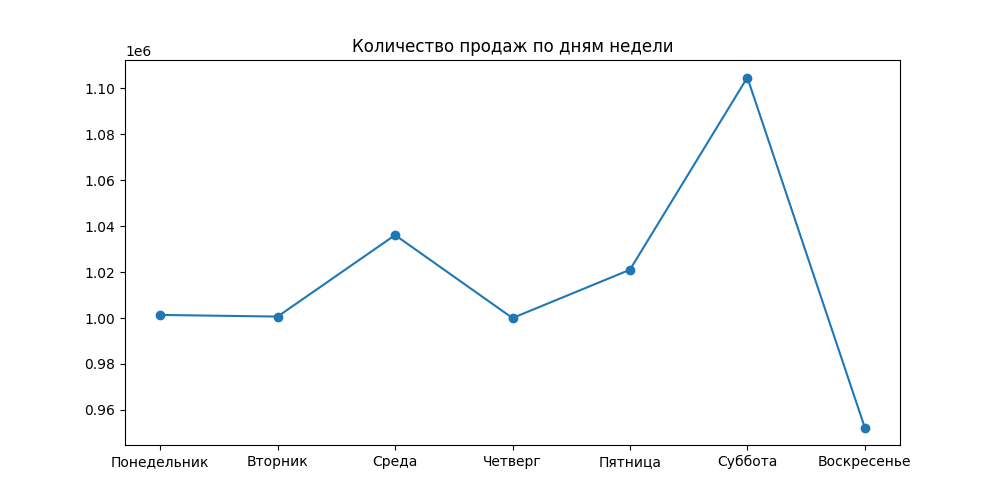 Количество продаж по дням недели
1e6
1.10
1.08
1.06
1.04
1.02
1.00
0.98
0.96
Понедельник Вторник Среда Четверг Пятница Суббота Воскресенье